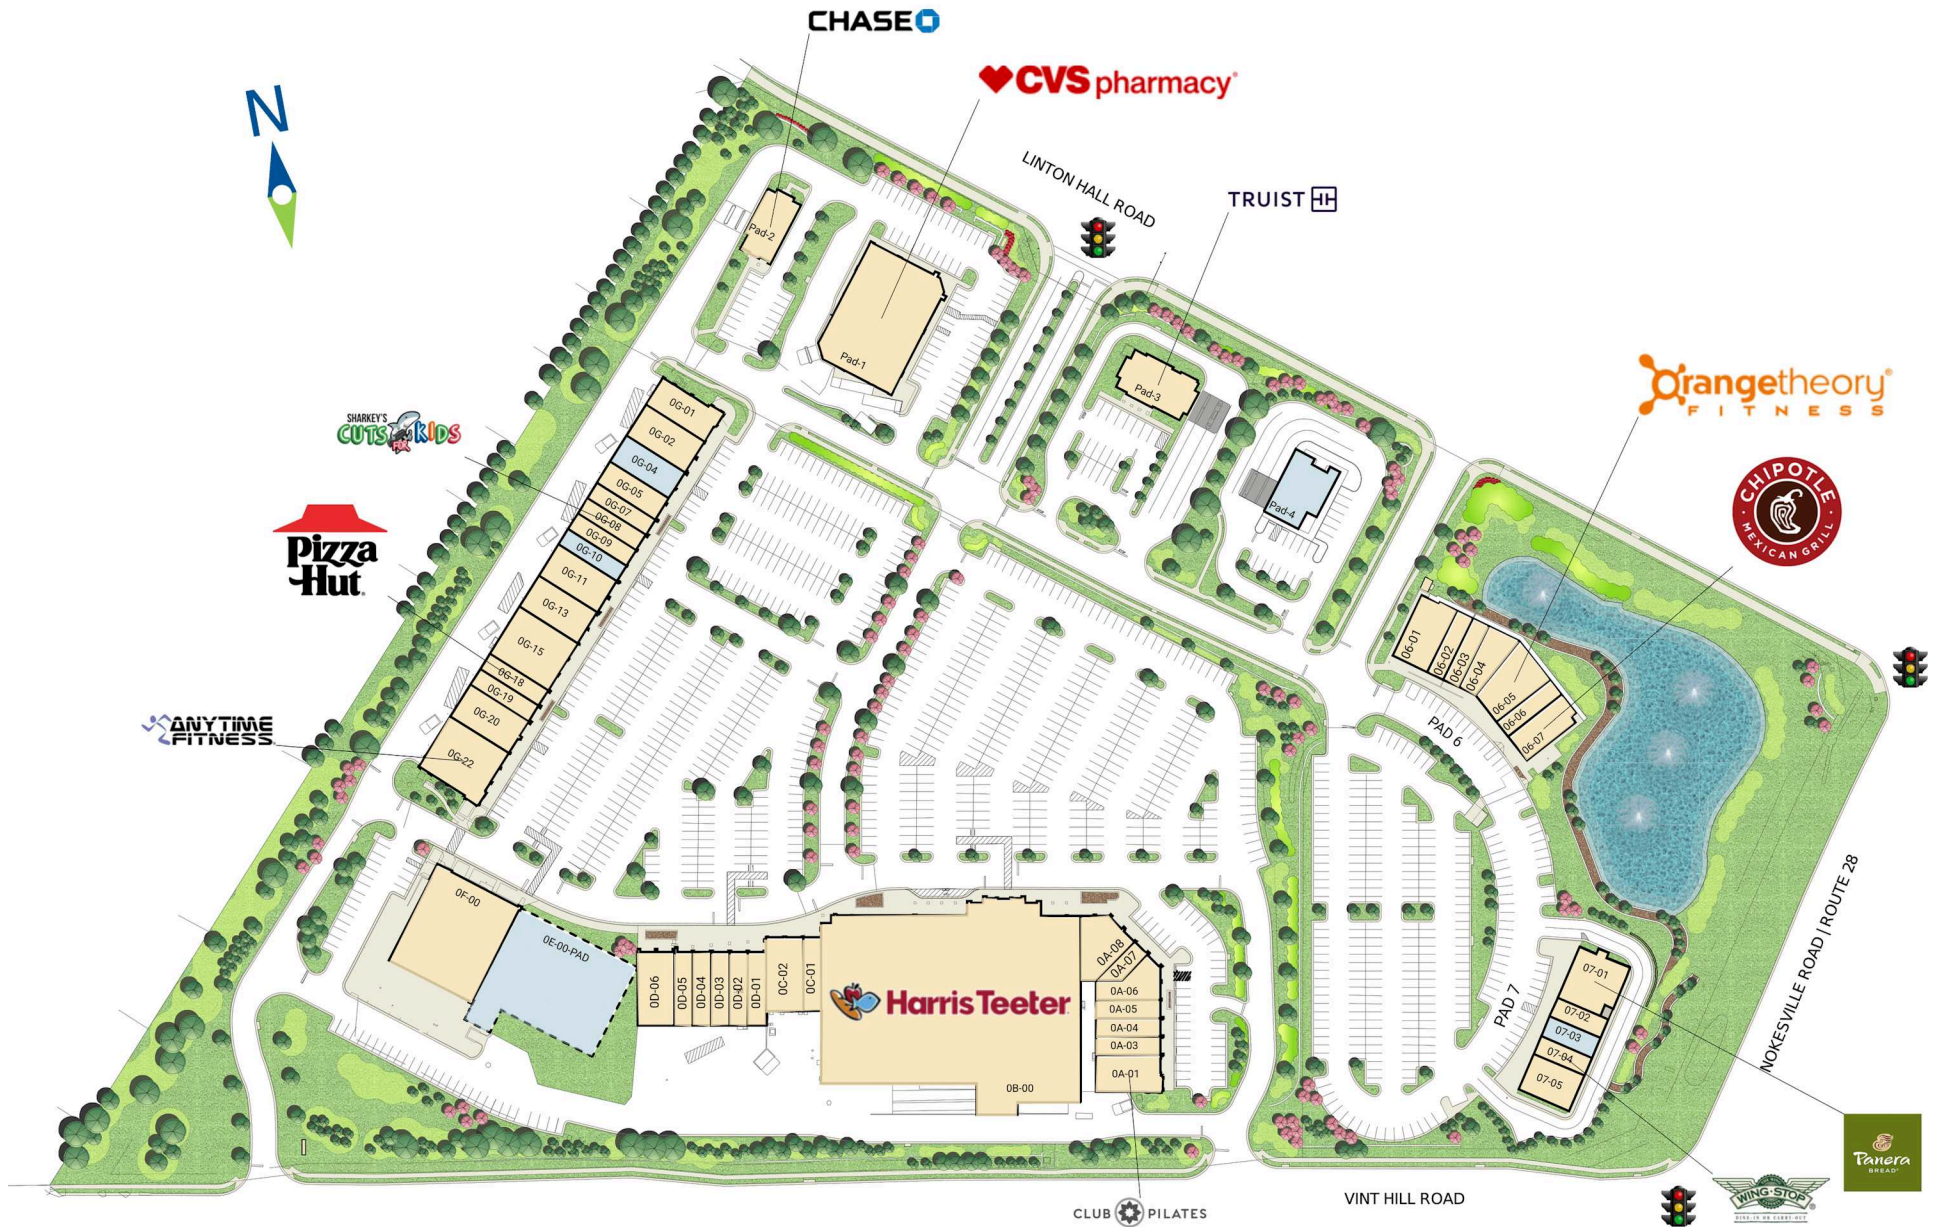 CHASE
CVS pharmacy
N
LINTON HALL ROAD
TRUIST
Pad-2
Pad-1
Pad-3
Pad-4
Orangetheory®
FITNESS
SHARKEY'S
CUTS FOR KIDS
CHIPOTLE
MEXICAN GRILL
Pizza
Hut
ANYTIME
FITNESS
0G-01
0G-02
0G-04
0G-05
0G-07
0G-08
0G-09
0G-10
0G-11
0G-13
0G-15
0G-18
0G-19
0G-20
0G-22
06-01
06-02
06-03
06-04
06-05
06-06
06-07
PAD 6
0F-00
0E-00-PAD
0D-06
0D-05
0D-04
0D-03
0D-02
0D-01
0C-02
0C-01
Harris Teeter
0B-00
0A-08
0A-07
0A-06
0A-05
0A-04
0A-03
0A-01
PAD 7
07-01
07-02
07-03
07-04
07-05
NOKESVILLE ROAD | ROUTE 28
VINT HILL ROAD
CLUB PILATES
WING·STOP
Panera
BREAD®